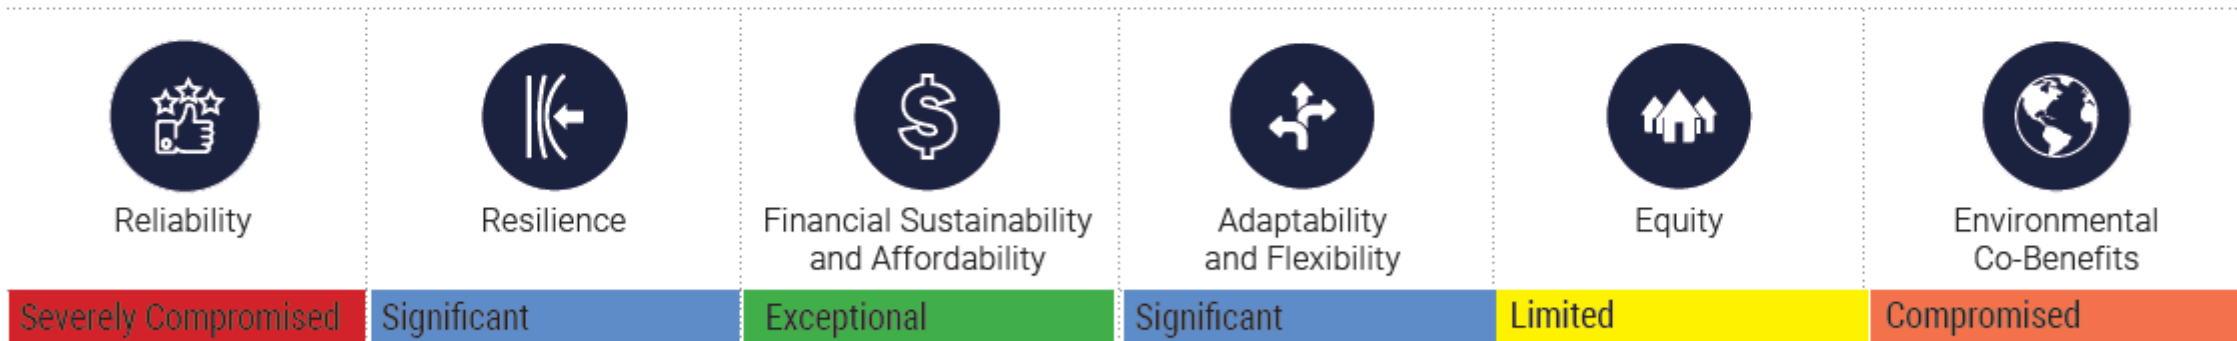 Reliability
Resilience
Financial Sustainability
and Affordability
Adaptability
and Flexibility
Equity
Environmental
Co-Benefits
Severely Compromised
Significant
Exceptional
Significant
Limited
Compromised